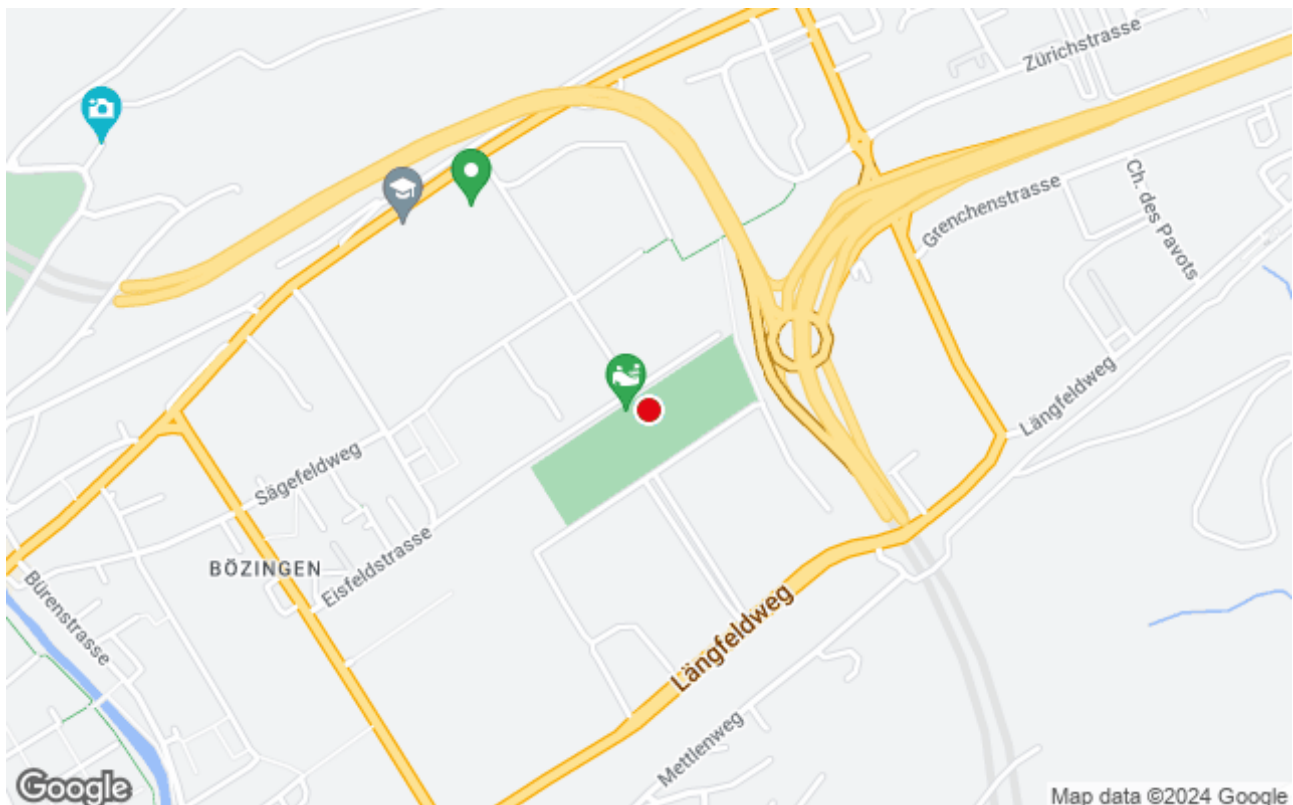 Zürichstrasse
Grenchenstrasse
Ch. des Pavots
Längfeldweg
Sägefeldweg
Eisfeldstrasse
BÖZINGEN
Bürenstrasse
Längfeldweg
Mettlenweg
Google
Map data ©2024 Google